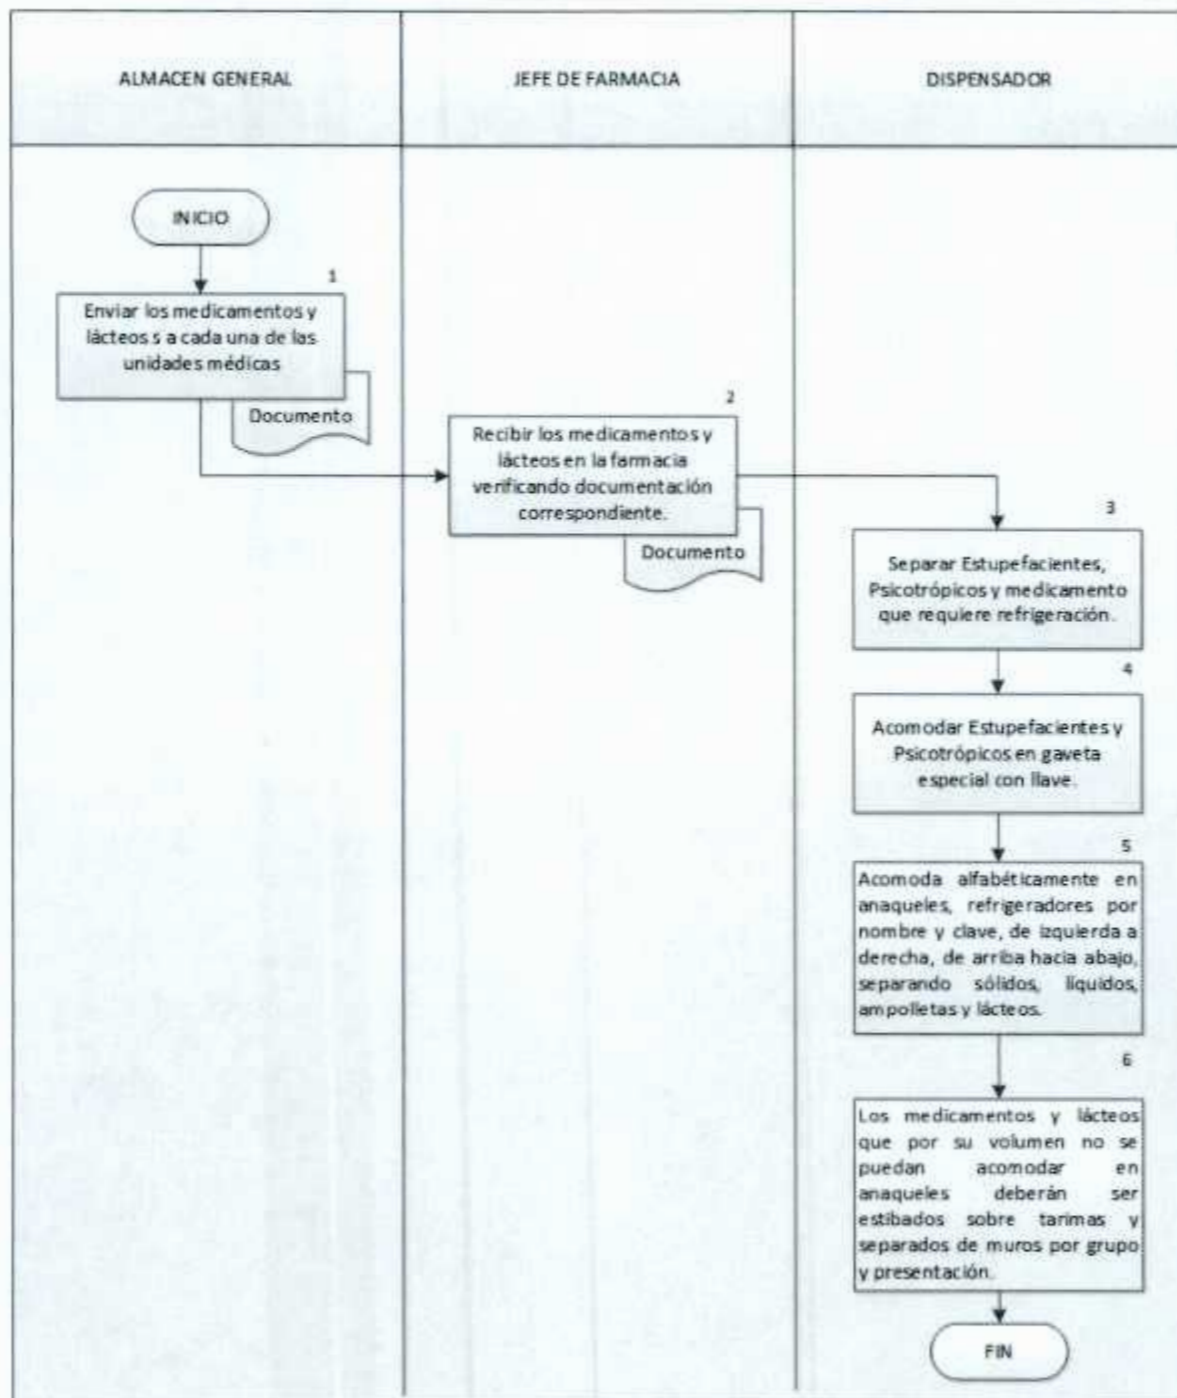 ALMACEN GENERAL
JEFE DE FARMACIA
DISPENSADOR
INICIO
1
Enviar los medicamentos y
lácteos s a cada una de las
unidades médicas
Documento
2
Recibir los medicamentos y
lácteos en la farmacia
verificando documentación
correspondiente.
Documento
3
Separar Estupefacientes,
Psicotrópicos y medicamento
que requiere refrigeración.
4
Acomodar Estupefacientes y
Psicotrópicos en gaveta
especial con llave.
5
Acomoda alfabéticamente en
anaqueles, refrigeradores por
nombre y clave, de izquierda a
derecha, de arriba hacia abajo,
separando sólidos, líquidos,
ampolletas y lácteos.
6
Los medicamentos y lácteos
que por su volumen no se
puedan acomodar en
anaqueles deberán ser
estibados sobre tarimas y
separados de muros por grupo
y presentación.
FIN